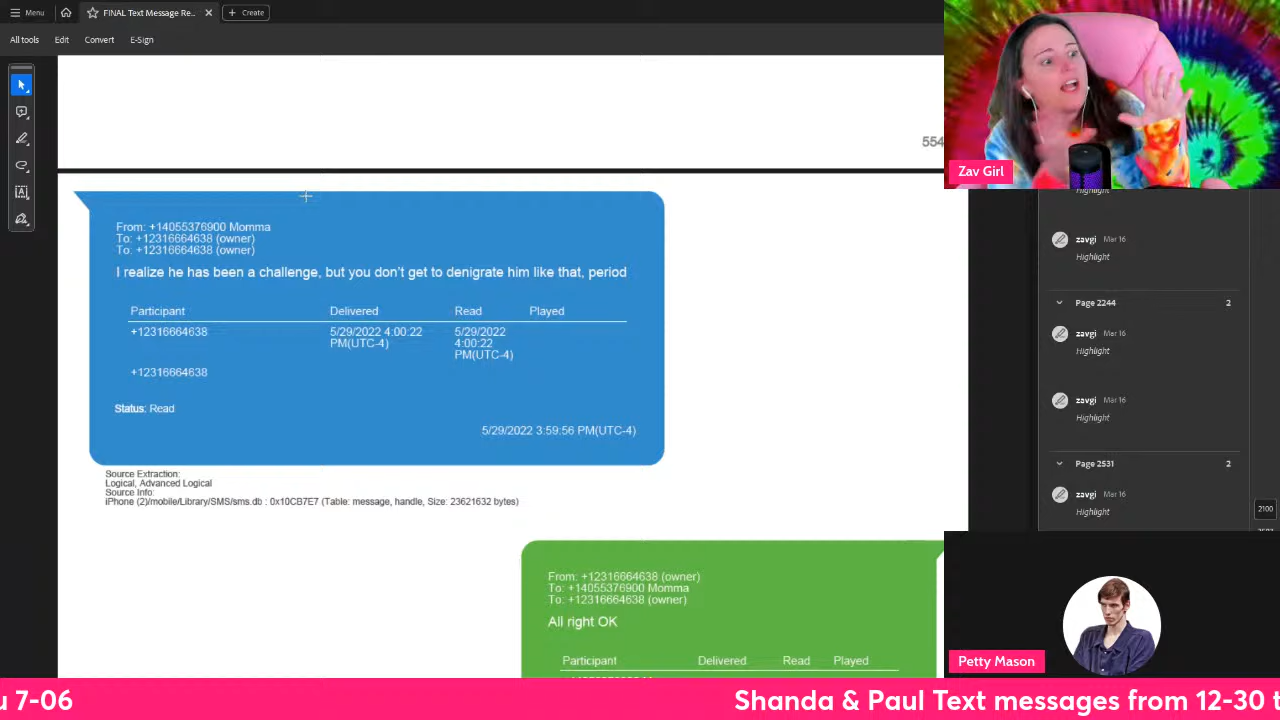 Menu
FINAL Text Message Re...
Create
All tools
Edit
Convert
E-Sign
554
From: +14055376900 Momma
To: +12316664638 (owner)
To: +12316664638 (owner)
I realize he has been a challenge, but you don't get to denigrate him like that, period
Participant Delivered Read Played
+12316664638 5/29/2022 4:00:22 PM(UTC-4) 5/29/2022 4:00:22 PM(UTC-4)
+12316664638
Status: Read
5/29/2022 3:59:56 PM(UTC-4)
Source Extraction:
Logical, Advanced Logical
Source Info:
iPhone (2)/mobile/Library/SMS/sms.db : 0x10CB7E7 (Table: message, handle, Size: 23621632 bytes)
From: +12316664638 (owner)
To: +14055376900 Momma
To: +12316664638 (owner)
All right OK
Participant Delivered Read Played
Zav Girl
Highlight
zavgi Mar 16
Highlight
Page 2244 2
zavgi Mar 16
Highlight
zavgi Mar 16
Highlight
Page 2531 2
zavgi Mar 16
Highlight
2100
Petty Mason
u 7-06
Shanda & Paul Text messages from 12-30 t